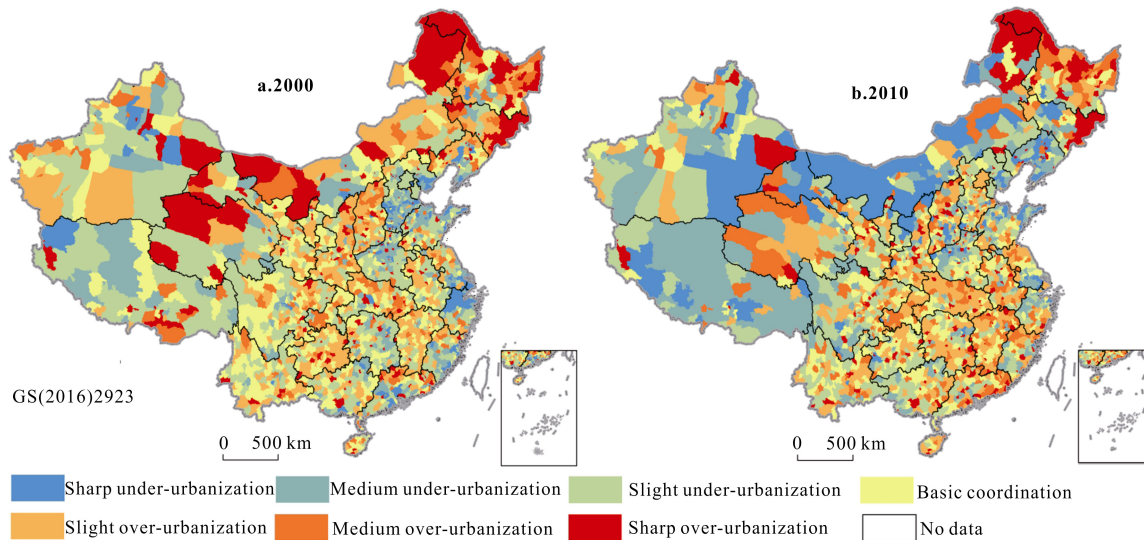 a.2000
b.2010
GS(2016)2923
0 500 km
0 500 km
Sharp under-urbanization
Medium under-urbanization
Slight under-urbanization
Basic coordination
Slight over-urbanization
Medium over-urbanization
Sharp over-urbanization
No data